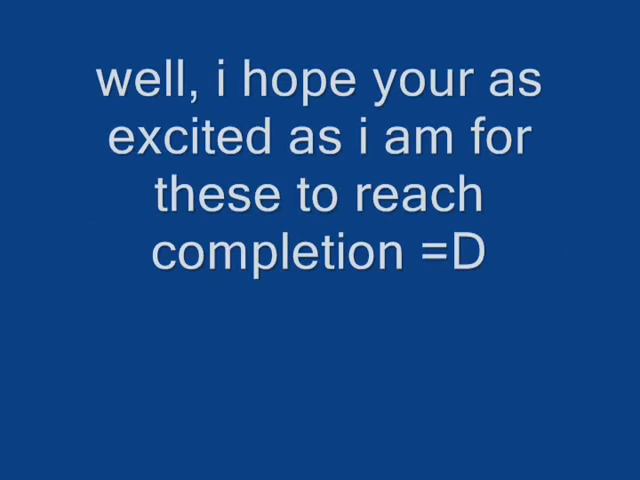 well, i hope your as
excited as i am for
these to reach
completion =D